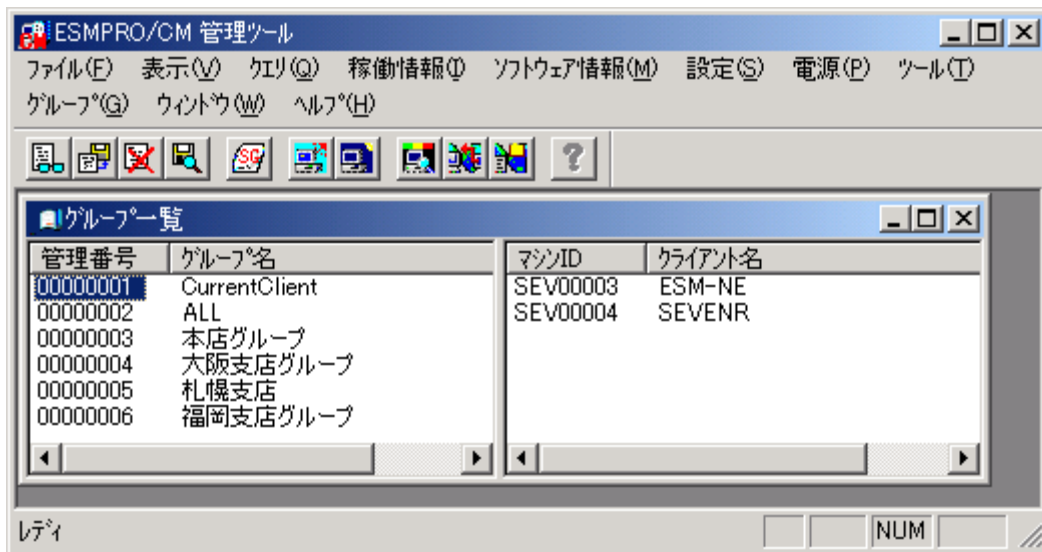 ESMPRO/CM 管理ツール
ファイル(F) 表示(V) クエリ(Q) 稼働情報(I) ソフトウェア情報(M) 設定(S) 電源(P) ツール(T)
グループ(G) ウィンドウ(W) ヘルプ(H)
SG ?
グループ一覧
管理番号 グループ名 マシンID クライアント名
00000001 CurrentClient SEV00003 ESM-NE
00000002 ALL SEV00004 SEVENR
00000003 本店グループ
00000004 大阪支店グループ
00000005 札幌支店
00000006 福岡支店グループ
レディ NUM